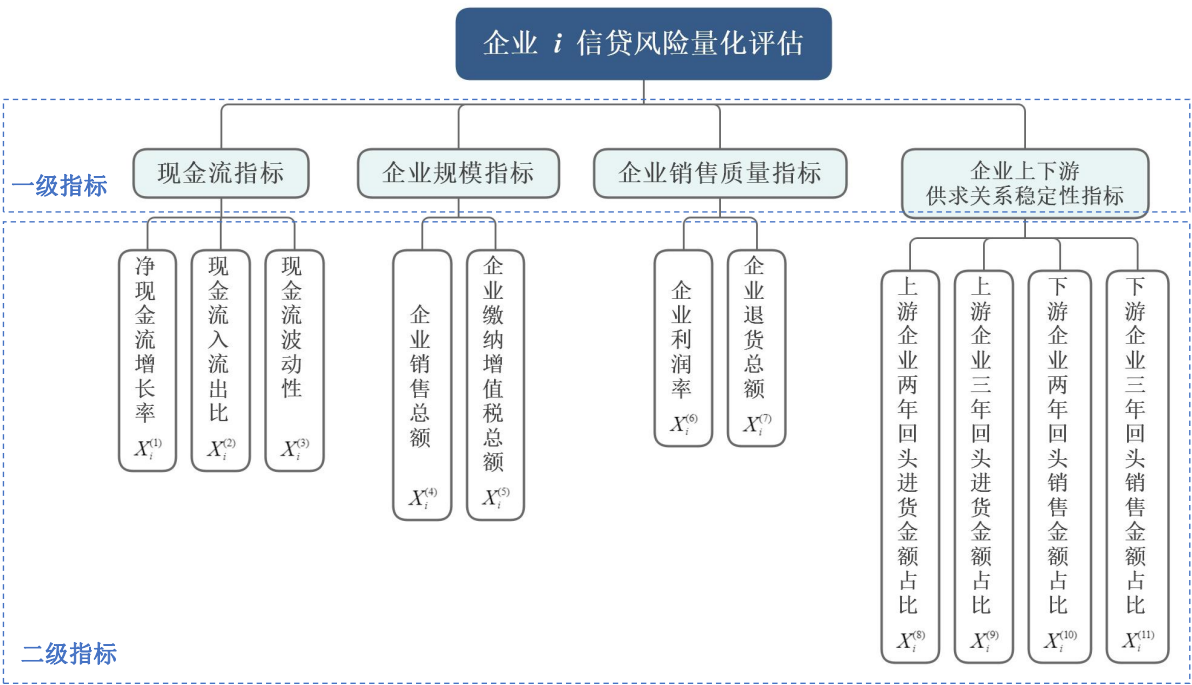 企业 i 信贷风险量化评估
一级指标
现金流指标
企业规模指标
企业销售质量指标
企业上下游
供求关系稳定性指标
净现金流增长率 X_i^(1)
现金流入流出比 X_i^(2)
现金流波动性 X_i^(3)
企业销售总额 X_i^(4)
企业缴纳增值税总额 X_i^(5)
企业利润率 X_i^(6)
企业退货总额 X_i^(7)
上游企业两年回头进货金额占比 X_i^(8)
上游企业三年回头进货金额占比 X_i^(9)
下游企业两年回头销售金额占比 X_i^(10)
下游企业三年回头销售金额占比 X_i^(11)
二级指标